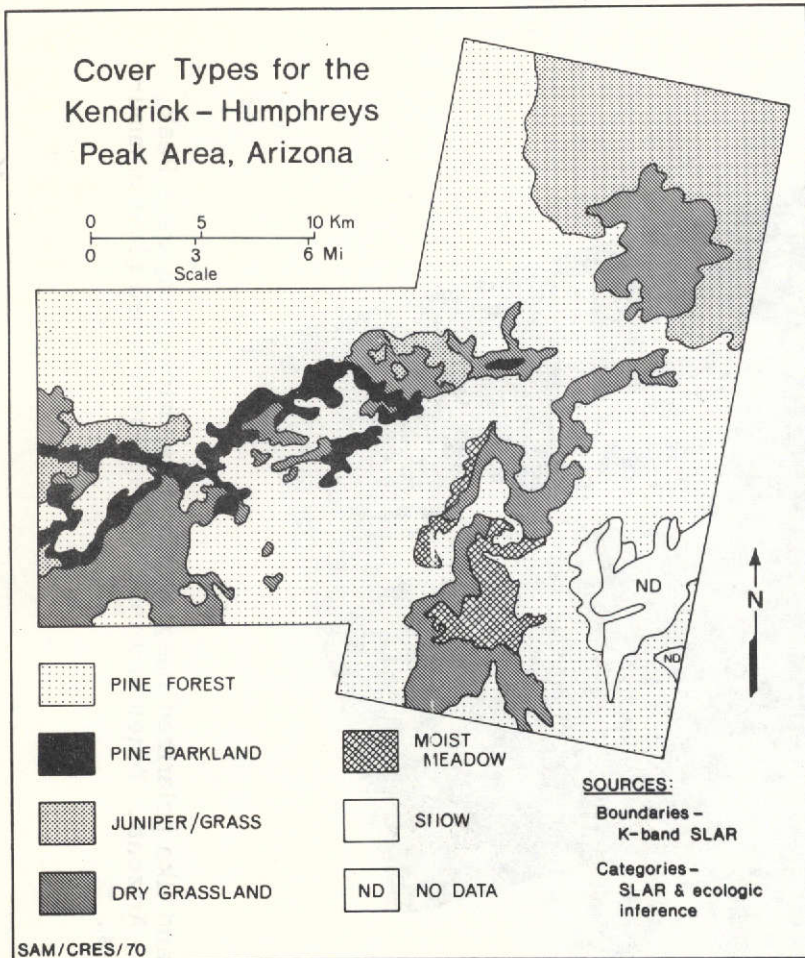 Cover Types for the
Kendrick – Humphreys
Peak Area, Arizona
0 5 10 Km
0 3 6 Mi
Scale
ND
ND
N
PINE FOREST
PINE PARKLAND
JUNIPER/GRASS
DRY GRASSLAND
MOIST
MEADOW
SNOW
ND NO DATA
SOURCES:
Boundaries –
K-band SLAR
Categories–
SLAR & ecologic
inference
SAM/CRES/70